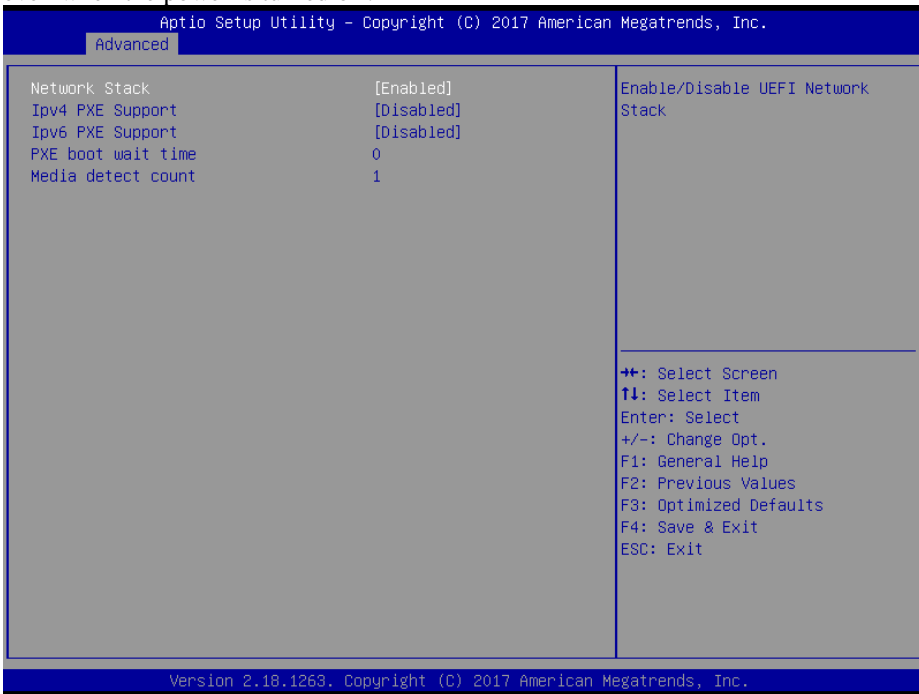 Aptio Setup Utility – Copyright (C) 2017 American Megatrends, Inc.
Advanced
Network Stack [Enabled]
Ipv4 PXE Support [Disabled]
Ipv6 PXE Support [Disabled]
PXE boot wait time 0
Media detect count 1
Enable/Disable UEFI Network
Stack
→←: Select Screen
↑↓: Select Item
Enter: Select
+/-: Change Opt.
F1: General Help
F2: Previous Values
F3: Optimized Defaults
F4: Save & Exit
ESC: Exit
Version 2.18.1263. Copyright (C) 2017 American Megatrends, Inc.